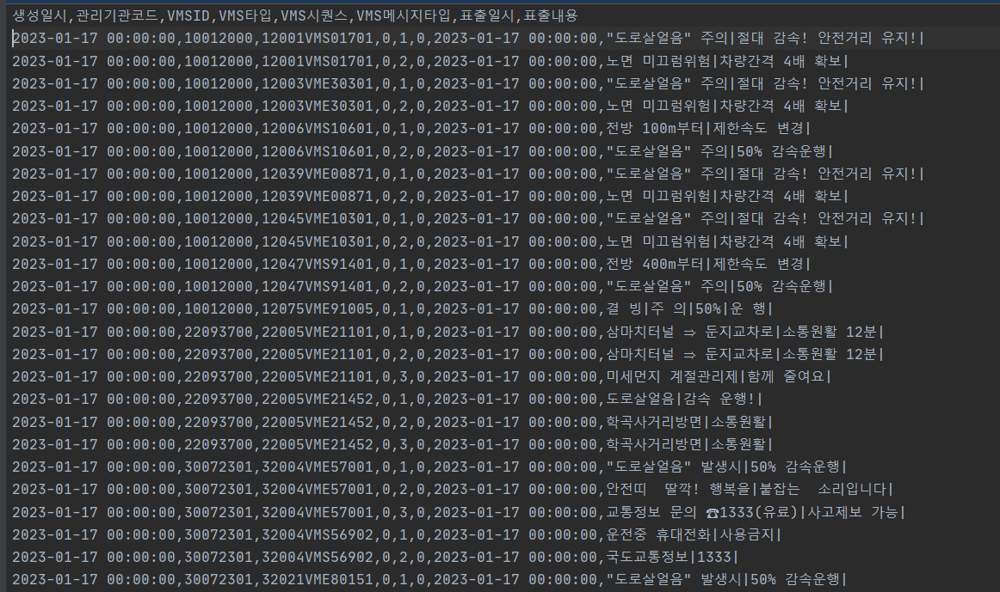 생성일시,관리기관코드,VMSID,VMS타입,VMS시퀀스,VMS메시지타입,표출일시,표출내용
2023-01-17 00:00:00,10012000,12001VMS01701,0,1,0,2023-01-17 00:00:00,"도로살얼음" 주의|절대 감속! 안전거리 유지!|
2023-01-17 00:00:00,10012000,12001VMS01701,0,2,0,2023-01-17 00:00:00,노면 미끄럼위험|차량간격 4배 확보|
2023-01-17 00:00:00,10012000,12003VME30301,0,1,0,2023-01-17 00:00:00,"도로살얼음" 주의|절대 감속! 안전거리 유지!|
2023-01-17 00:00:00,10012000,12003VME30301,0,2,0,2023-01-17 00:00:00,노면 미끄럼위험|차량간격 4배 확보|
2023-01-17 00:00:00,10012000,12006VMS10601,0,1,0,2023-01-17 00:00:00,전방 100m부터|제한속도 변경|
2023-01-17 00:00:00,10012000,12006VMS10601,0,2,0,2023-01-17 00:00:00,"도로살얼음" 주의|50% 감속운행|
2023-01-17 00:00:00,10012000,12039VME00871,0,1,0,2023-01-17 00:00:00,"도로살얼음" 주의|절대 감속! 안전거리 유지!|
2023-01-17 00:00:00,10012000,12039VME00871,0,2,0,2023-01-17 00:00:00,노면 미끄럼위험|차량간격 4배 확보|
2023-01-17 00:00:00,10012000,12045VME10301,0,1,0,2023-01-17 00:00:00,"도로살얼음" 주의|절대 감속! 안전거리 유지!|
2023-01-17 00:00:00,10012000,12045VME10301,0,2,0,2023-01-17 00:00:00,노면 미끄럼위험|차량간격 4배 확보|
2023-01-17 00:00:00,10012000,12047VMS91401,0,1,0,2023-01-17 00:00:00,전방 400m부터|제한속도 변경|
2023-01-17 00:00:00,10012000,12047VMS91401,0,2,0,2023-01-17 00:00:00,"도로살얼음" 주의|50% 감속운행|
2023-01-17 00:00:00,10012000,12075VME91005,0,1,0,2023-01-17 00:00:00,결 빙|주 의|50%|운 행|
2023-01-17 00:00:00,22093700,22005VME21101,0,1,0,2023-01-17 00:00:00,삼마치터널 ⇒ 둔지교차로|소통원활 12분|
2023-01-17 00:00:00,22093700,22005VME21101,0,2,0,2023-01-17 00:00:00,삼마치터널 ⇒ 둔지교차로|소통원활 12분|
2023-01-17 00:00:00,22093700,22005VME21101,0,3,0,2023-01-17 00:00:00,미세먼지 계절관리제|함께 줄여요|
2023-01-17 00:00:00,22093700,22005VME21452,0,1,0,2023-01-17 00:00:00,도로살얼음|감속 운행!|
2023-01-17 00:00:00,22093700,22005VME21452,0,2,0,2023-01-17 00:00:00,학곡사거리방면|소통원활|
2023-01-17 00:00:00,22093700,22005VME21452,0,3,0,2023-01-17 00:00:00,학곡사거리방면|소통원활|
2023-01-17 00:00:00,30072301,32004VME57001,0,1,0,2023-01-17 00:00:00,"도로살얼음" 발생시|50% 감속운행|
2023-01-17 00:00:00,30072301,32004VME57001,0,2,0,2023-01-17 00:00:00,안전띠  딸깍! 행복을|붙잡는  소리입니다|
2023-01-17 00:00:00,30072301,32004VME57001,0,3,0,2023-01-17 00:00:00,교통정보 문의 ☎1333(유료)|사고제보 가능|
2023-01-17 00:00:00,30072301,32004VMS56902,0,1,0,2023-01-17 00:00:00,운전중 휴대전화|사용금지|
2023-01-17 00:00:00,30072301,32004VMS56902,0,2,0,2023-01-17 00:00:00,국도교통정보|1333|
2023-01-17 00:00:00,30072301,32021VME80151,0,1,0,2023-01-17 00:00:00,"도로살얼음" 발생시|50% 감속운행|